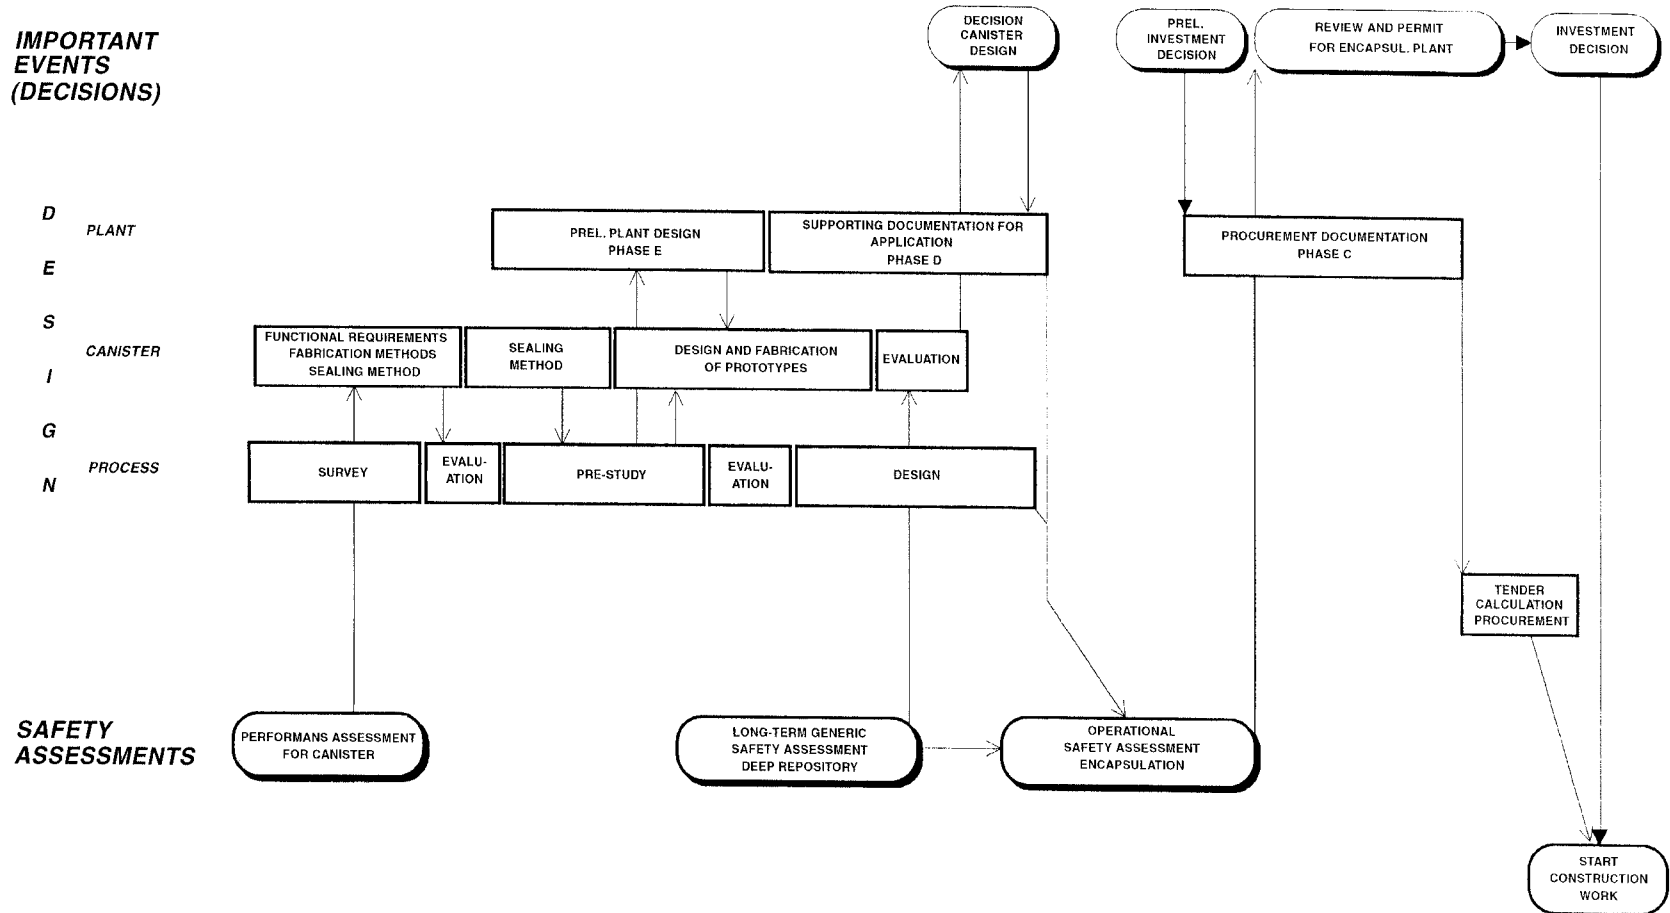 IMPORTANT
EVENTS
(DECISIONS)
DECISION
CANISTER
DESIGN
PREL.
INVESTMENT
DECISION
REVIEW AND PERMIT
FOR ENCAPSUL. PLANT
INVESTMENT
DECISION
D
E
S
I
G
N
PLANT
PREL. PLANT DESIGN
PHASE E
SUPPORTING DOCUMENTATION FOR
APPLICATION
PHASE D
PROCUREMENT DOCUMENTATION
PHASE C
CANISTER
FUNCTIONAL REQUIREMENTS
FABRICATION METHODS
SEALING METHOD
SEALING
METHOD
DESIGN AND FABRICATION
OF PROTOTYPES
EVALUATION
PROCESS
SURVEY
EVALU-
ATION
PRE-STUDY
EVALU-
ATION
DESIGN
TENDER
CALCULATION
PROCUREMENT
SAFETY
ASSESSMENTS
PERFORMANS ASSESSMENT
FOR CANISTER
LONG-TERM GENERIC
SAFETY ASSESSMENT
DEEP REPOSITORY
OPERATIONAL
SAFETY ASSESSMENT
ENCAPSULATION
START
CONSTRUCTION
WORK